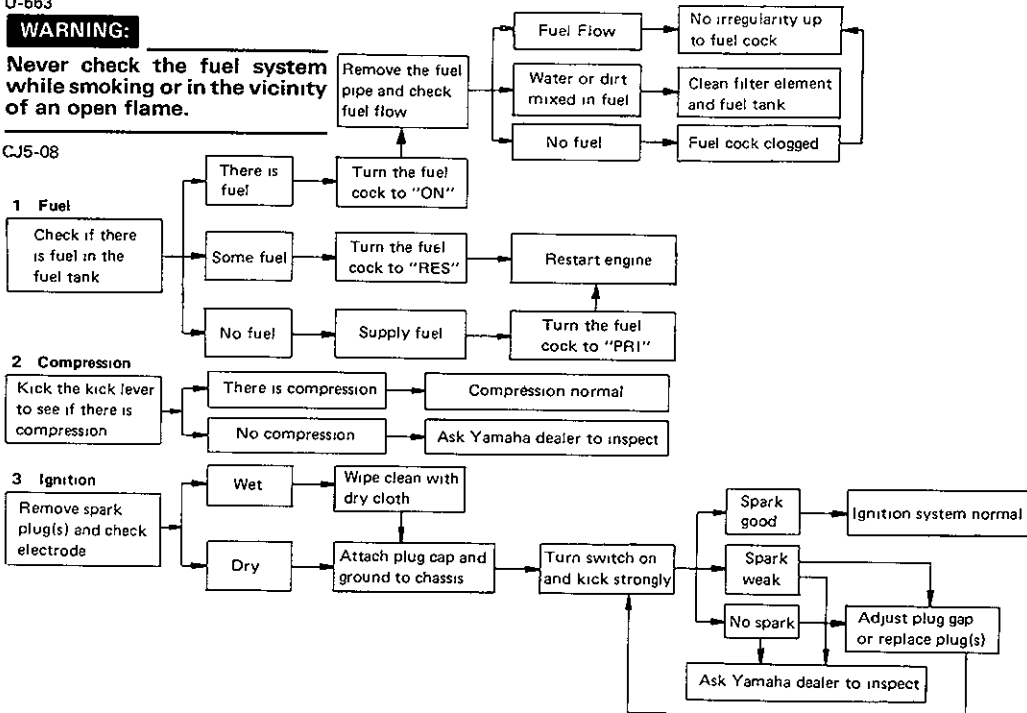 0-663
WARNING:
Never check the fuel system
while smoking or in the vicinity
of an open flame.
CJ5-08
1 Fuel
Check if there
is fuel in the
fuel tank
There is
fuel
Turn the fuel
cock to "ON"
Remove the fuel
pipe and check
fuel flow
Fuel Flow
No irregularity up
to fuel cock
Water or dirt
mixed in fuel
Clean filter element
and fuel tank
No fuel
Fuel cock clogged
Some fuel
Turn the fuel
cock to "RES"
Restart engine
No fuel
Supply fuel
Turn the fuel
cock to "PRI"
2 Compression
Kick the kick lever
to see if there is
compression
There is compression
Compression normal
No compression
Ask Yamaha dealer to inspect
3 Ignition
Remove spark
plug(s) and check
electrode
Wet
Wipe clean with
dry cloth
Dry
Attach plug cap and
ground to chassis
Turn switch on
and kick strongly
Spark
good
Ignition system normal
Spark
weak
No spark
Adjust plug gap
or replace plug(s)
Ask Yamaha dealer to inspect